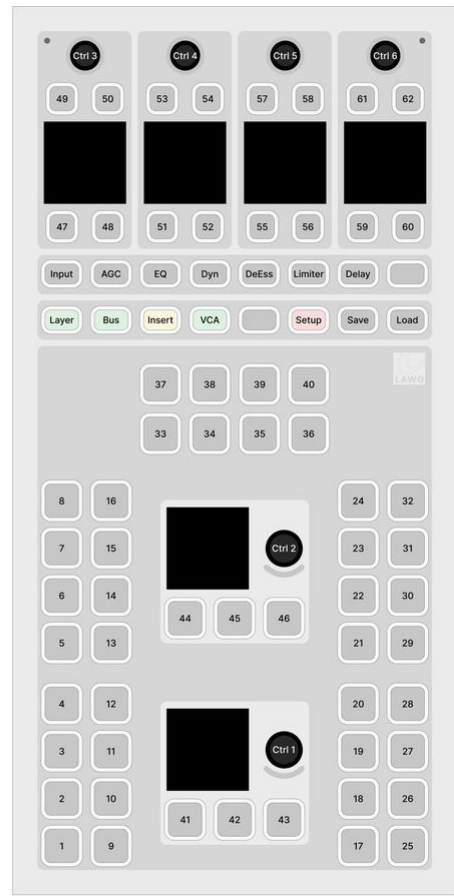 Ctrl 3 Ctrl 4 Ctrl 5 Ctrl 6
49 50 53 54 57 58 61 62
47 48 51 52 55 56 59 60
Input AGC EQ Dyn DeEss Limiter Delay
Layer Bus Insert VCA Setup Save Load
LAWO
37 38 39 40
33 34 35 36
8 16 24 32
7 15 Ctrl 2 23 31
6 14 22 30
44 45 46
5 13 21 29
4 12 20 28
3 11 Ctrl 1 19 27
2 10 18 26
41 42 43
1 9 17 25